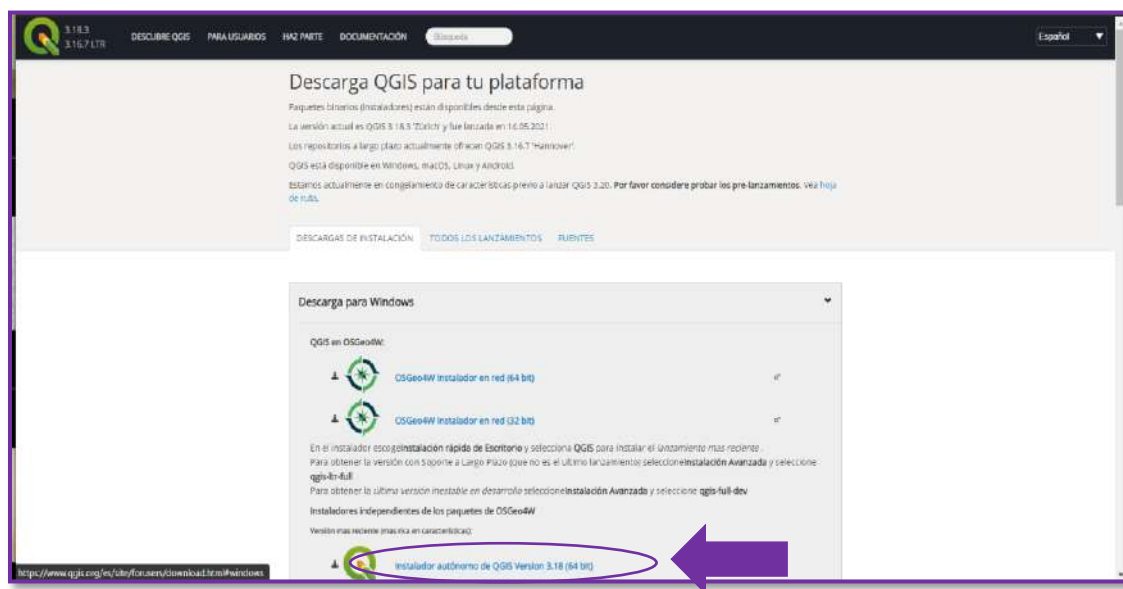 3.18.3
3.16.7 LTR
DESCUBRE QGIS PARA USUARIOS HAZ PARTE DOCUMENTACIÓN Búsqueda Español
Descarga QGIS para tu plataforma
Paquetes binarios (instaladores) están disponibles desde esta página.
La versión actual es QGIS 3.18.3 'Zürich' y fue lanzada en 14.05.2021.
Los repositorios a largo plazo actualmente ofrecen QGIS 3.16.7 'Hannover'.
QGIS está disponible en Windows, macOS, Linux y Android.
Estamos actualmente en congelamiento de características previo a lanzar QGIS 3.20. Por favor considere probar los pre-lanzamientos. Vea hoja
de ruta.
DESCARGAS DE INSTALACIÓN TODOS LOS LANZAMIENTOS FUENTES
Descarga para Windows
QGIS en OSGeo4W:
OSGeo4W Instalador en red (64 bit)
OSGeo4W Instalador en red (32 bit)
En el instalador escogeInstalación rápida de Escritorio y selecciona QGIS para instalar el lanzamiento mas reciente .
Para obtener la versión con Soporte a Largo Plazo (que no es el último lanzamiento) seleccioneInstalación Avanzada y seleccione
qgis-ltr-full
Para obtener la última versión inestable en desarrollo seleccioneInstalación Avanzada y seleccione qgis-full-dev
Instaladores independientes de los paquetes de OSGeo4W
Versión mas reciente (mas rica en características):
Instalador autónomo de QGIS Version 3.18 (64 bit)
https://www.qgis.org/es/site/forusers/download.html#windows